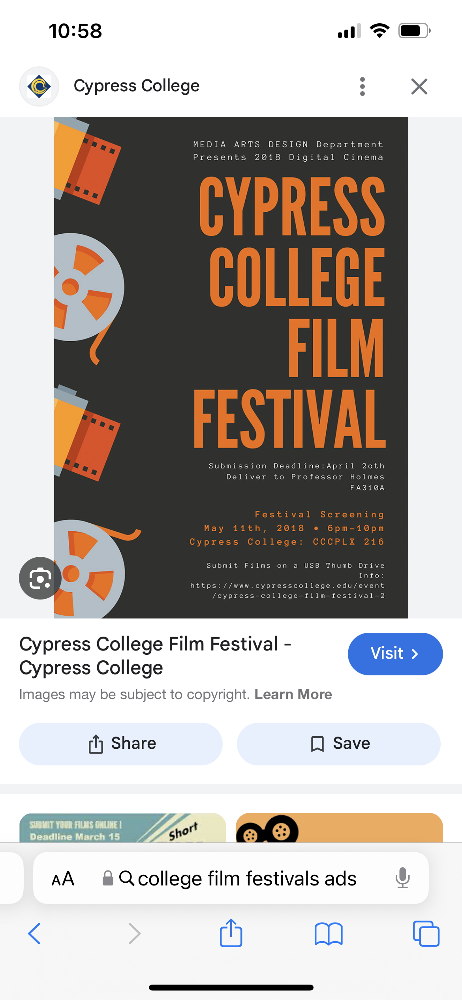 10:58
Cypress College
MEDIA ARTS DESIGN Department
Presents 2018 Digital Cinema
CYPRESS
COLLEGE
FILM
FESTIVAL
Submission Deadline:April 2oth
Deliver to Professor Holmes
FA310A
Festival Screening
May 11th, 2018 • 6pm-10pm
Cypress College: CCCPLX 216
Submit Films on a USB Thumb Drive
Info:
https://www.cypresscollege.edu/event
/cypress-college-film-festival-2
Cypress College Film Festival -
Cypress College
Visit
Images may be subject to copyright. Learn More
Share
Save
SUBMIT YOUR FILMS ONLINE !
Deadline March 15
Short
AA
college film festivals ads